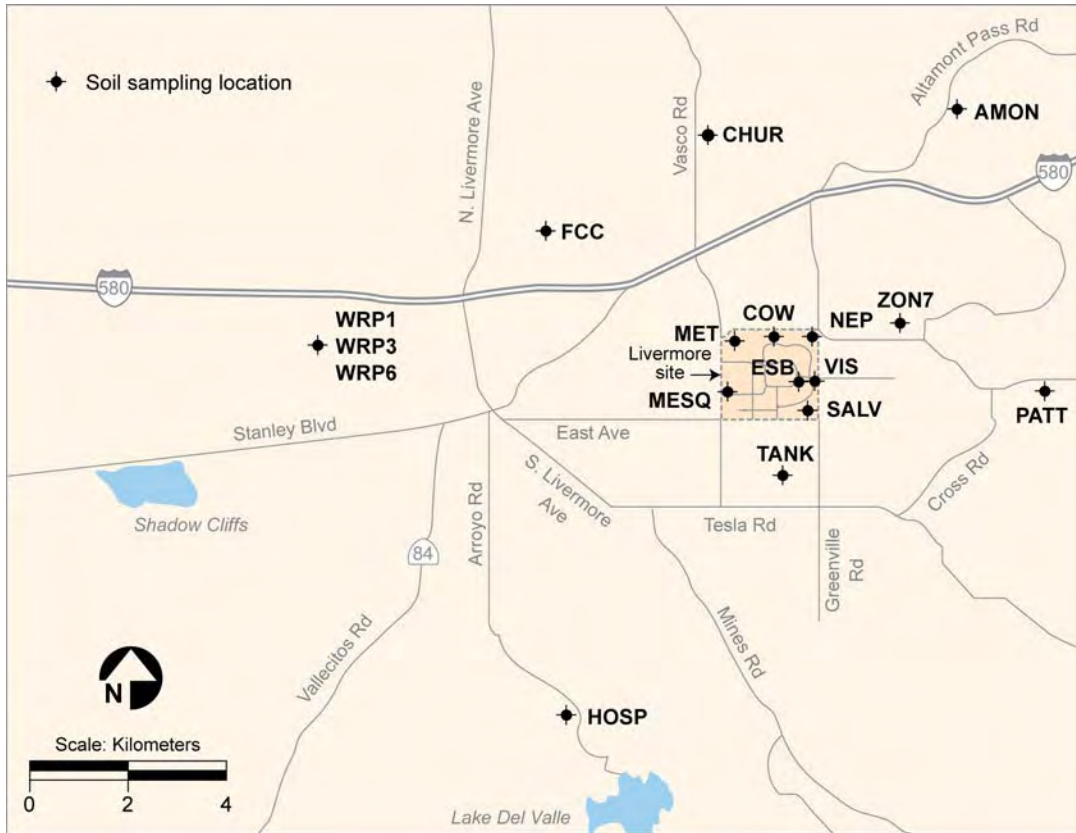 Altamont Pass Rd
Soil sampling location
AMON
N. Livermore Ave
Vasco Rd
CHUR
580
FCC
580
ZON7
WRP1
WRP3
WRP6
COW
NEP
MET
Livermore
site
ESB
VIS
MESQ
SALV
PATT
Stanley Blvd
East Ave
TANK
Cross Rd
S. Livermore
Ave
Shadow Cliffs
Tesla Rd
Arroyo Rd
84
Greenville
Rd
Vallecitos Rd
Mines Rd
N
HOSP
Scale: Kilometers
0 2 4
Lake Del Valle